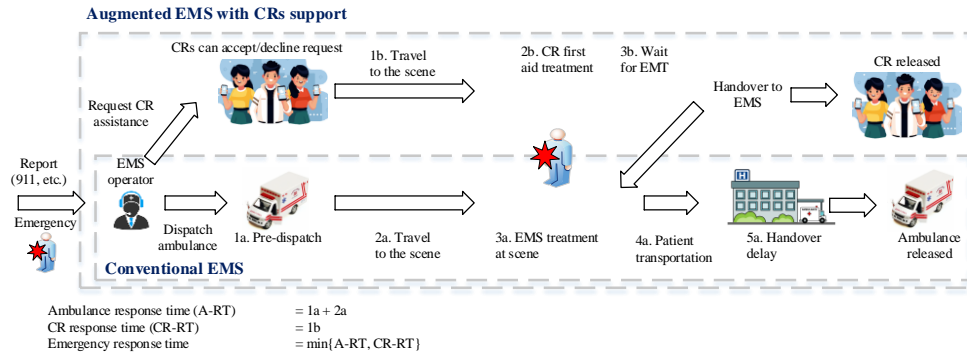 Augmented EMS with CRs support
CRs can accept/decline request
1b. Travel
to the scene
2b. CR first
aid treatment
3b. Wait
for EMT
CR released
Request CR
assistance
Handover to
EMS
Report
(911, etc.)
Emergency
EMS
operator
Dispatch
ambulance
1a. Pre-dispatch
2a. Travel
to the scene
3a. EMS treatment
at scene
4a. Patient
transportation
H
5a. Handover
delay
Ambulance
released
Conventional EMS
Ambulance response time (A-RT) = 1a + 2a
CR response time (CR-RT) = 1b
Emergency response time = min{A-RT, CR-RT}